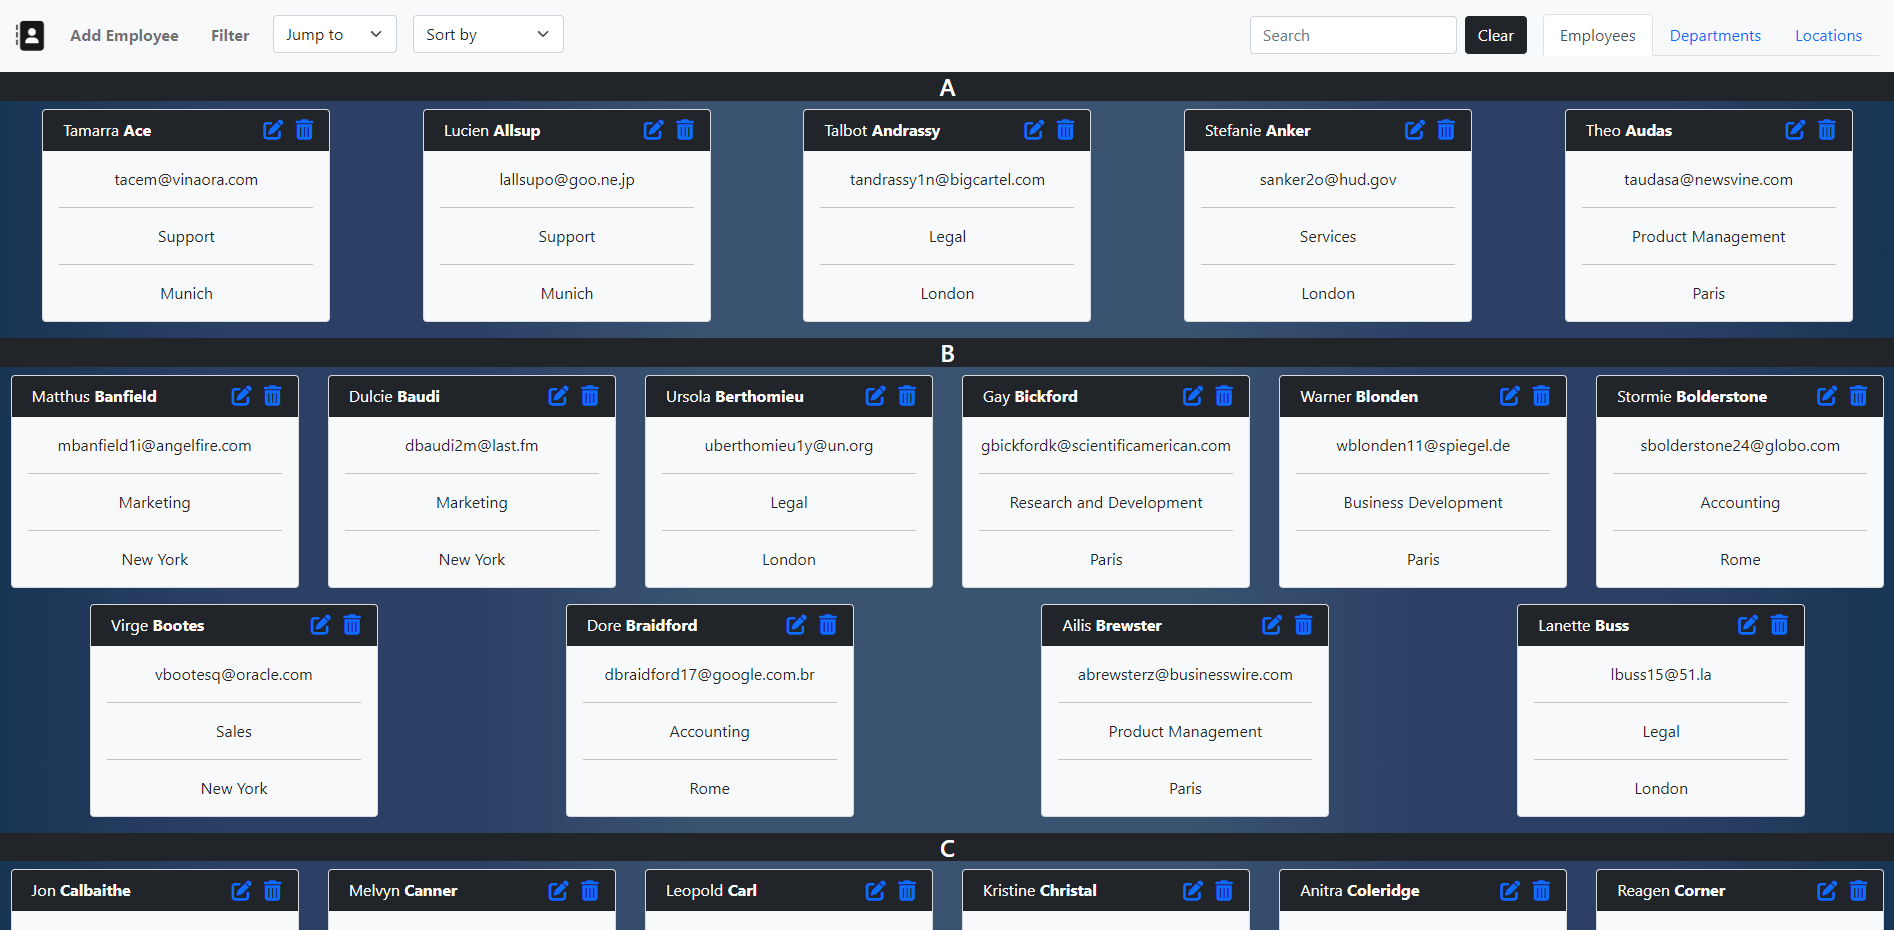 Add Employee Filter Jump to Sort by Search Clear Employees Departments Locations
A
Tamarra Ace
tacem@vinaora.com
Support
Munich
Lucien Allsup
lallsupo@goo.ne.jp
Support
Munich
Talbot Andrassy
tandrassy1n@bigcartel.com
Legal
London
Stefanie Anker
sanker2o@hud.gov
Services
London
Theo Audas
taudasa@newsvine.com
Product Management
Paris
B
Matthus Banfield
mbanfield1i@angelfire.com
Marketing
New York
Dulcie Baudi
dbaudi2m@last.fm
Marketing
New York
Ursola Berthomieu
uberthomieu1y@un.org
Legal
London
Gay Bickford
gbickfordk@scientificamerican.com
Research and Development
Paris
Warner Blonden
wblonden11@spiegel.de
Business Development
Paris
Stormie Bolderstone
sbolderstone24@globo.com
Accounting
Rome
Virge Bootes
vbootesq@oracle.com
Sales
New York
Dore Braidford
dbraidford17@google.com.br
Accounting
Rome
Ailis Brewster
abrewsterz@businesswire.com
Product Management
Paris
Lanette Buss
lbuss15@51.la
Legal
London
C
Jon Calbaithe
Melvyn Canner
Leopold Carl
Kristine Christal
Anitra Coleridge
Reagen Corner